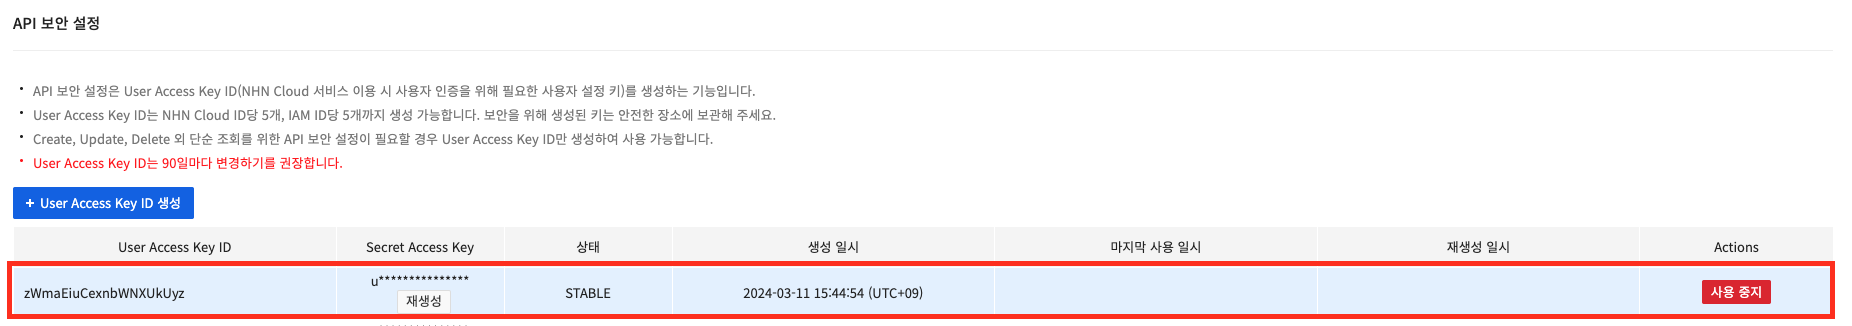 API 보안 설정
• API 보안 설정은 User Access Key ID(NHN Cloud 서비스 이용 시 사용자 인증을 위해 필요한 사용자 설정 키)를 생성하는 기능입니다.
• User Access Key ID는 NHN Cloud ID당 5개, IAM ID당 5개까지 생성 가능합니다. 보안을 위해 생성된 키는 안전한 장소에 보관해 주세요.
• Create, Update, Delete 외 단순 조회를 위한 API 보안 설정이 필요할 경우 User Access Key ID만 생성하여 사용 가능합니다.
• User Access Key ID는 90일마다 변경하기를 권장합니다.
+ User Access Key ID 생성
User Access Key ID Secret Access Key 상태 생성 일시 마지막 사용 일시 재생성 일시 Actions
zWmaEiuCexnbWNXUkUyz u*************** STABLE 2024-03-11 15:44:54 (UTC+09) 사용 중지
재생성